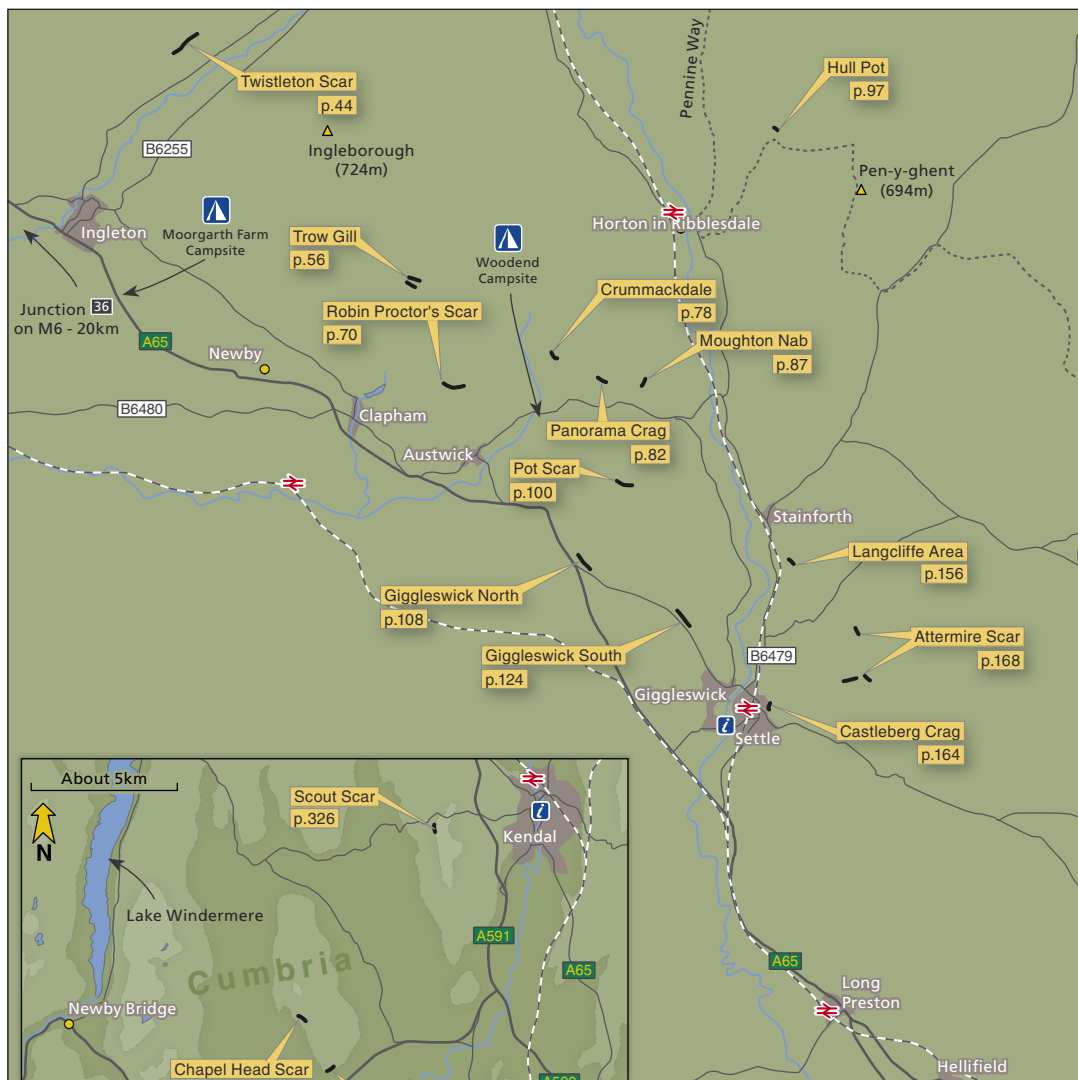 Twistleton Scar
p.44
Pennine Way
Hull Pot
p.97
B6255
Ingleborough
(724m)
Pen-y-ghent
(694m)
Ingleton
Moorgarth Farm
Campsite
Trow Gill
p.56
Woodend
Campsite
Horton in Ribblesdale
Junction 36
on M6 - 20km
Robin Proctor's Scar
p.70
Crummackdale
p.78
Moughton Nab
p.87
A65
Newby
B6480
Clapham
Austwick
Panorama Crag
p.82
Pot Scar
p.100
Stainforth
Langcliffe Area
p.156
Giggleswick North
p.108
Attermire Scar
p.168
Giggleswick South
p.124
B6479
Giggleswick
i
Settle
Castleberg Crag
p.164
About 5km
N
Scout Scar
p.326
i
Kendal
Lake Windermere
A591
A65
Cumbria
Newby Bridge
Chapel Head Scar
A65
Long
Preston
Hellifield